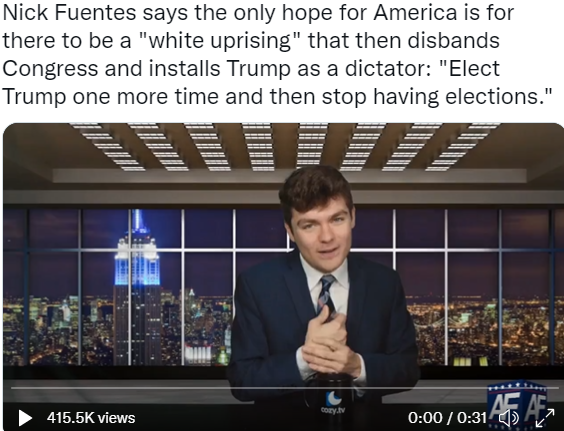 Nick Fuentes says the only hope for America is for
there to be a "white uprising" that then disbands
Congress and installs Trump as a dictator: "Elect
Trump one more time and then stop having elections."
cozy.tv
AF AF
415.5K views
0:00 / 0:31